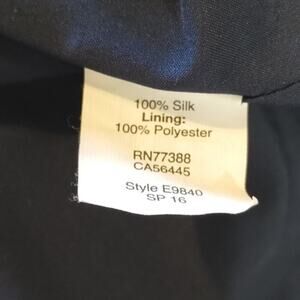 100% Silk
Lining:
100% Polyester
RN77388
CA56445
Style E9840
SP 16